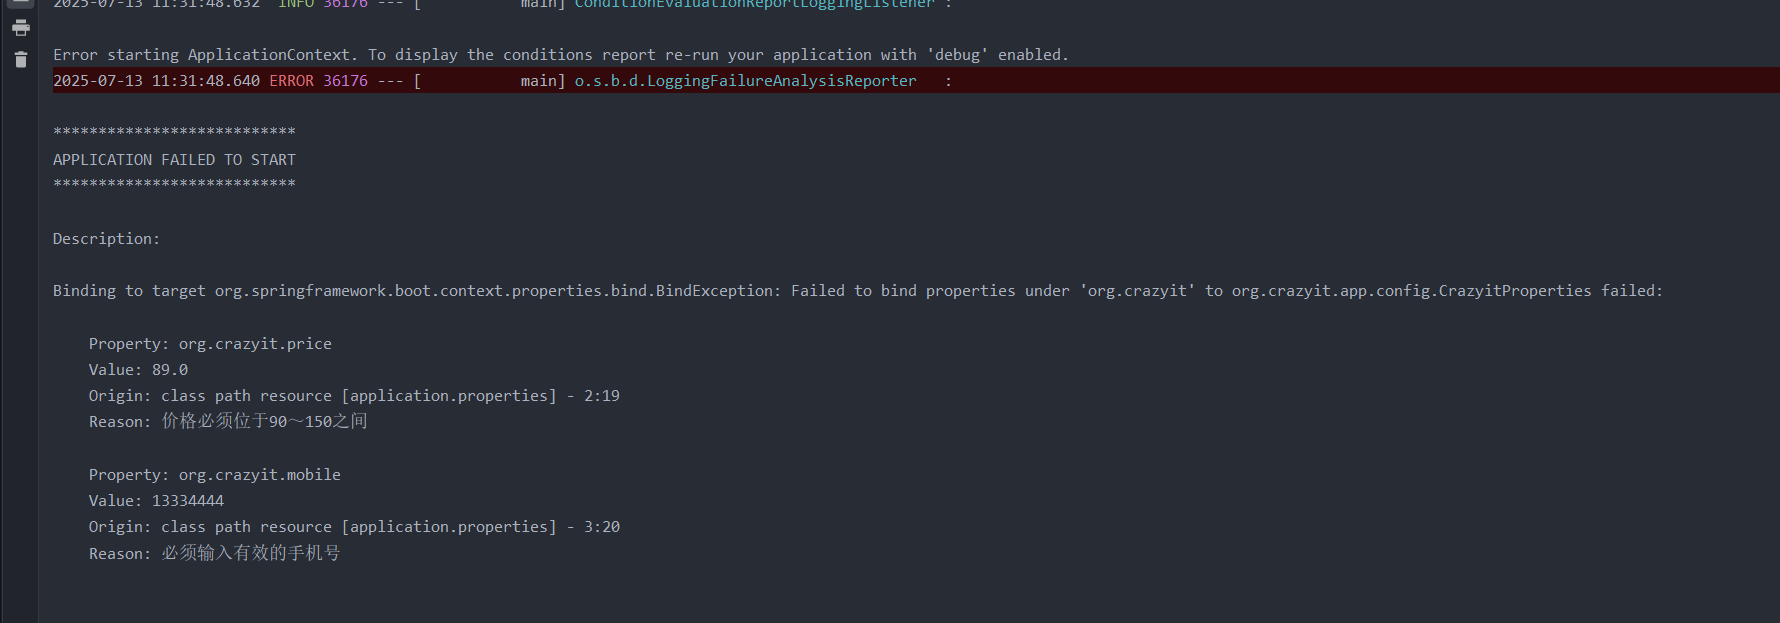 2025-07-13 11:31:48.632  INFO 36176 --- [           main] ConditionEvaluationReportLoggingListener :
Error starting ApplicationContext. To display the conditions report re-run your application with 'debug' enabled.
2025-07-13 11:31:48.640 ERROR 36176 --- [           main] o.s.b.d.LoggingFailureAnalysisReporter   :
***************************
APPLICATION FAILED TO START
***************************
Description:
Binding to target org.springframework.boot.context.properties.bind.BindException: Failed to bind properties under 'org.crazyit' to org.crazyit.app.config.CrazyitProperties failed:
Property: org.crazyit.price
Value: 89.0
Origin: class path resource [application.properties] - 2:19
Reason: 价格必须位于90～150之间
Property: org.crazyit.mobile
Value: 13334444
Origin: class path resource [application.properties] - 3:20
Reason: 必须输入有效的手机号